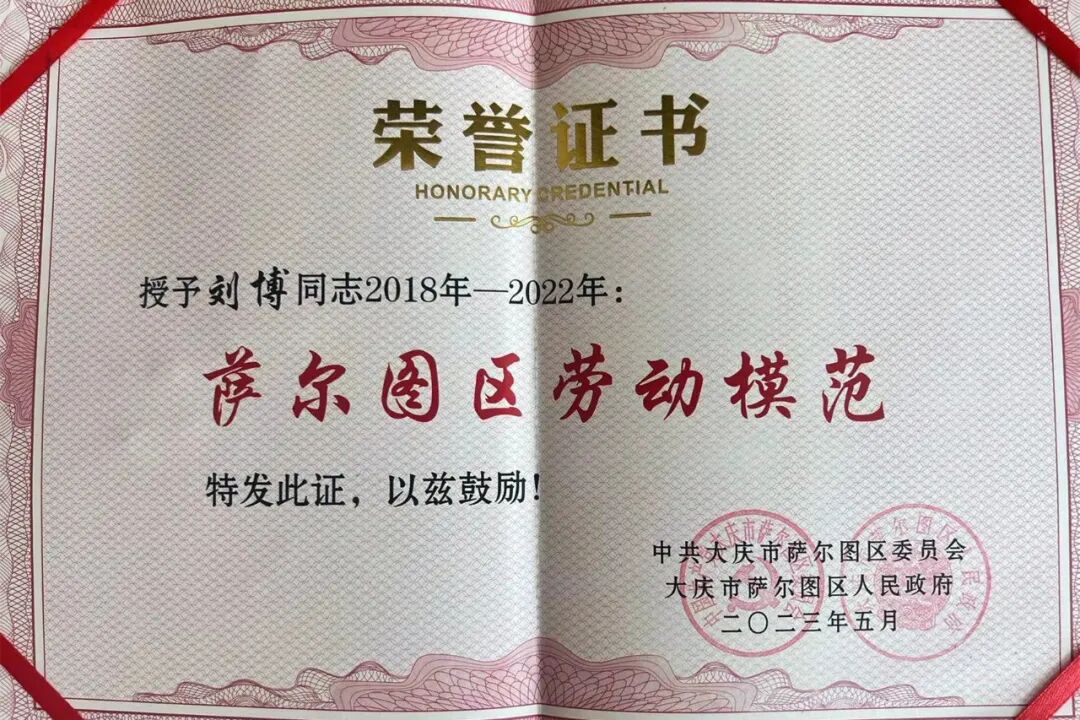 荣誉证书
HONORARY CREDENTIAL
授予刘博同志2018年—2022年：
萨尔图区劳动模范
特发此证，以兹鼓励！
中共大庆市萨尔图区委员会
大庆市萨尔图区人民政府
二〇二三年五月